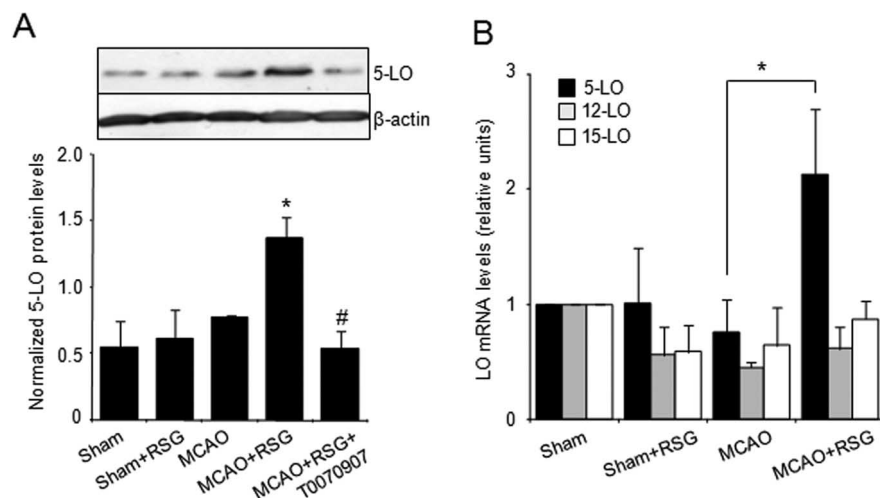 A
5-LO
β-actin
Normalized 5-LO protein levels
2.0
1.5
1.0
0.5
0
*
#
Sham
Sham+RSG
MCAO
MCAO+RSG
MCAO+RSG+
T0070907
B
LO mRNA levels (relative units)
3
2
1
0
5-LO
12-LO
15-LO
*
Sham
Sham+RSG
MCAO
MCAO+RSG